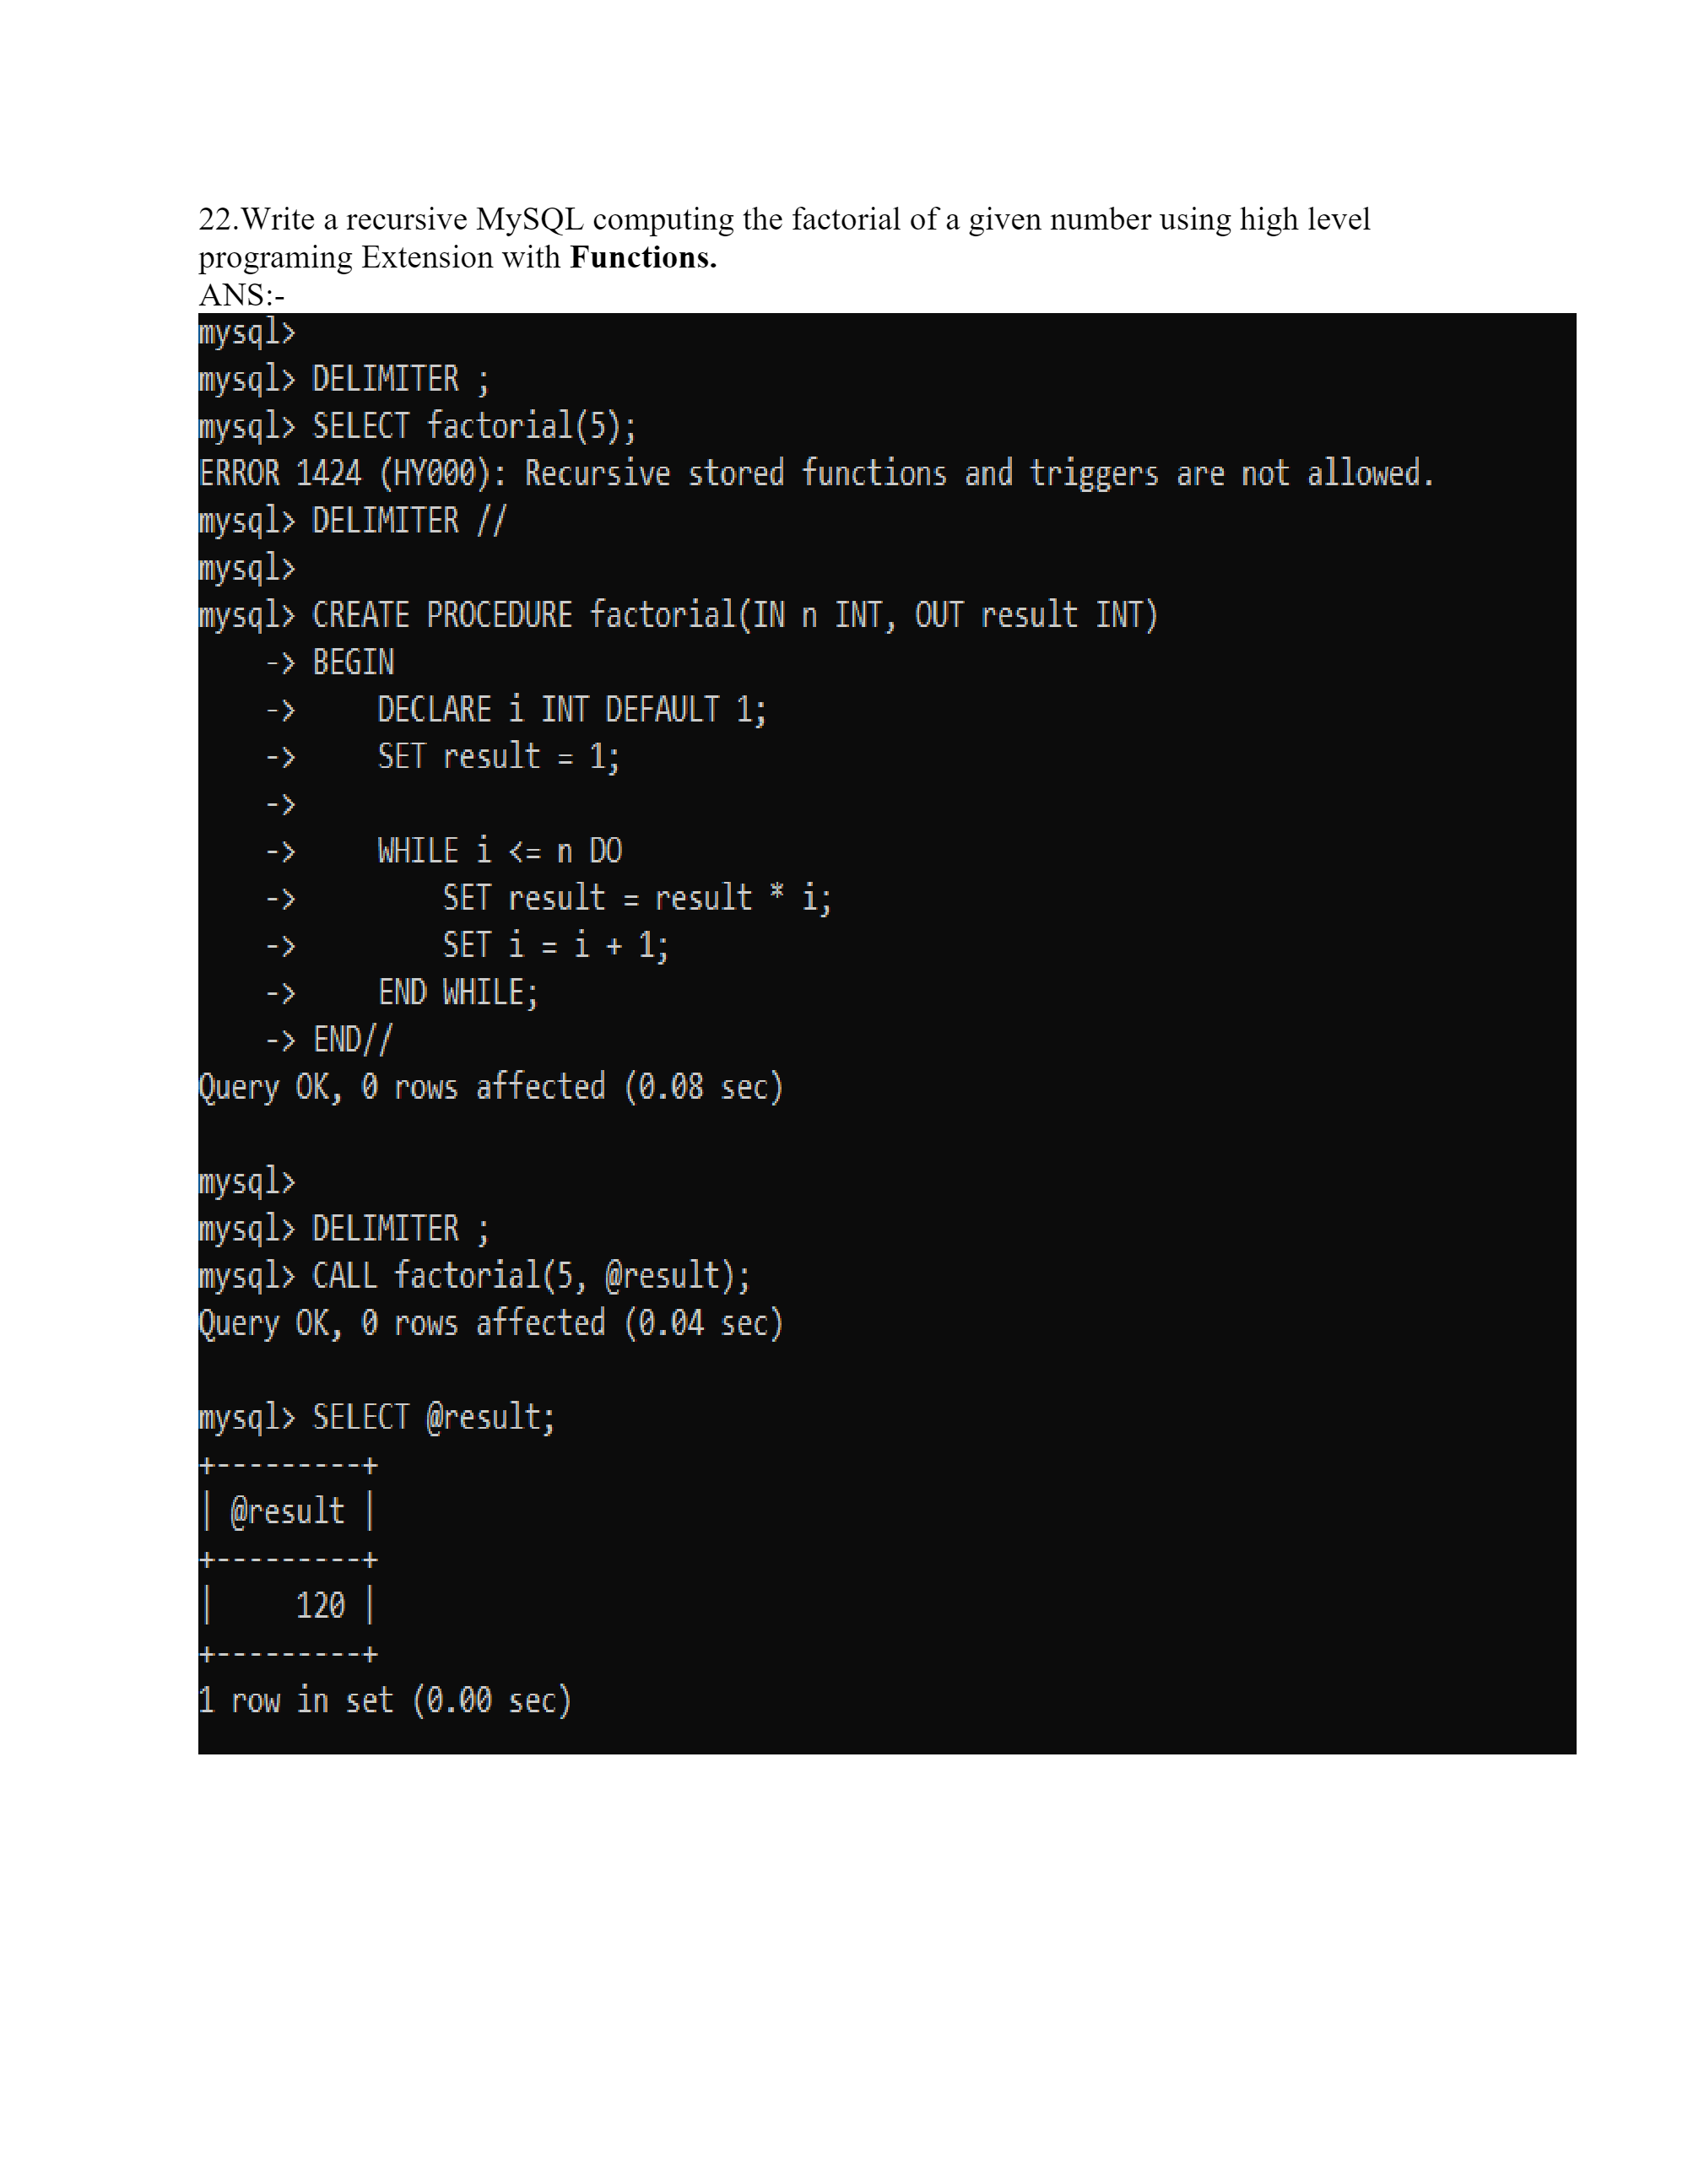 22.Write a recursive MySQL computing the factorial of a given number using high level
programing Extension with Functions.
ANS:-
mysql>
mysql> DELIMITER ;
mysql> SELECT factorial(5);
ERROR 1424 (HY000): Recursive stored functions and triggers are not allowed.
mysql> DELIMITER //
mysql>
mysql> CREATE PROCEDURE factorial(IN n INT, OUT result INT)
    -> BEGIN
    ->     DECLARE i INT DEFAULT 1;
    ->     SET result = 1;
    ->
    ->     WHILE i <= n DO
    ->         SET result = result * i;
    ->         SET i = i + 1;
    ->     END WHILE;
    -> END//
Query OK, 0 rows affected (0.08 sec)
mysql>
mysql> DELIMITER ;
mysql> CALL factorial(5, @result);
Query OK, 0 rows affected (0.04 sec)
mysql> SELECT @result;
+---------+
| @result |
+---------+
|     120 |
+---------+
1 row in set (0.00 sec)